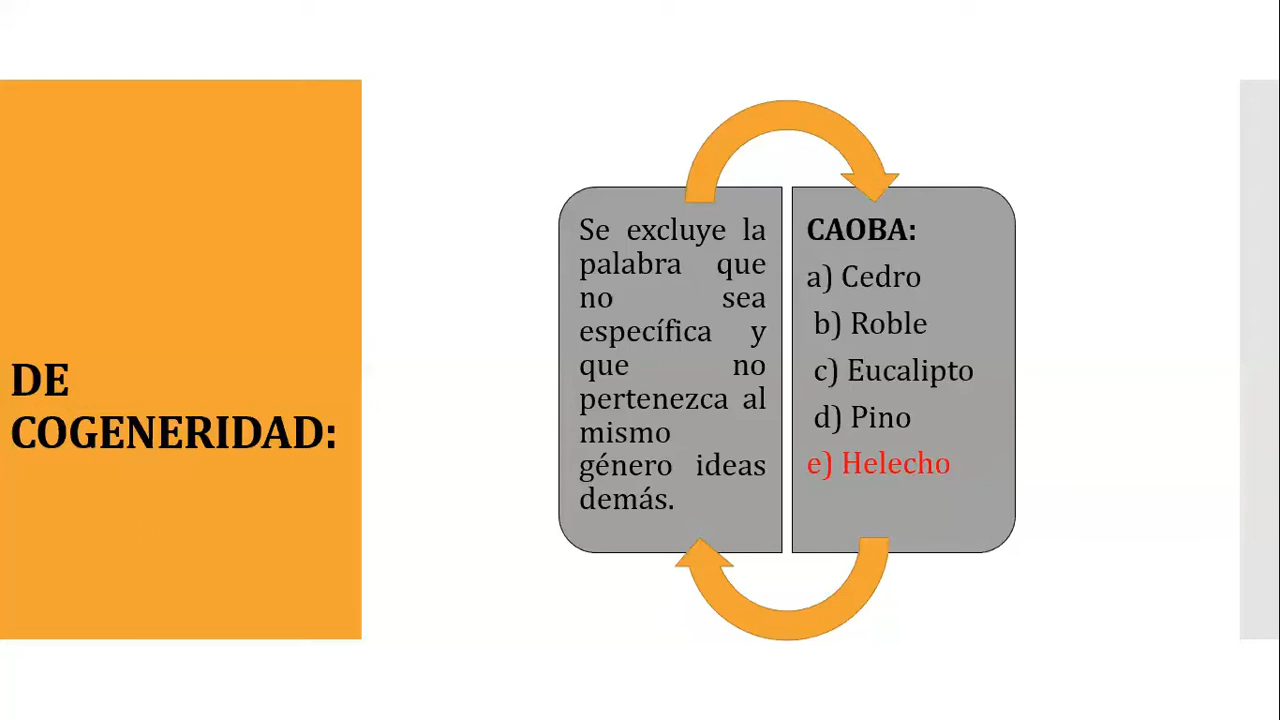 DE
COGENERIDAD:
Se excluye la
palabra que
no sea
específica y
que no
pertenezca al
mismo
género ideas
demás.
CAOBA:
a) Cedro
b) Roble
c) Eucalipto
d) Pino
e) Helecho